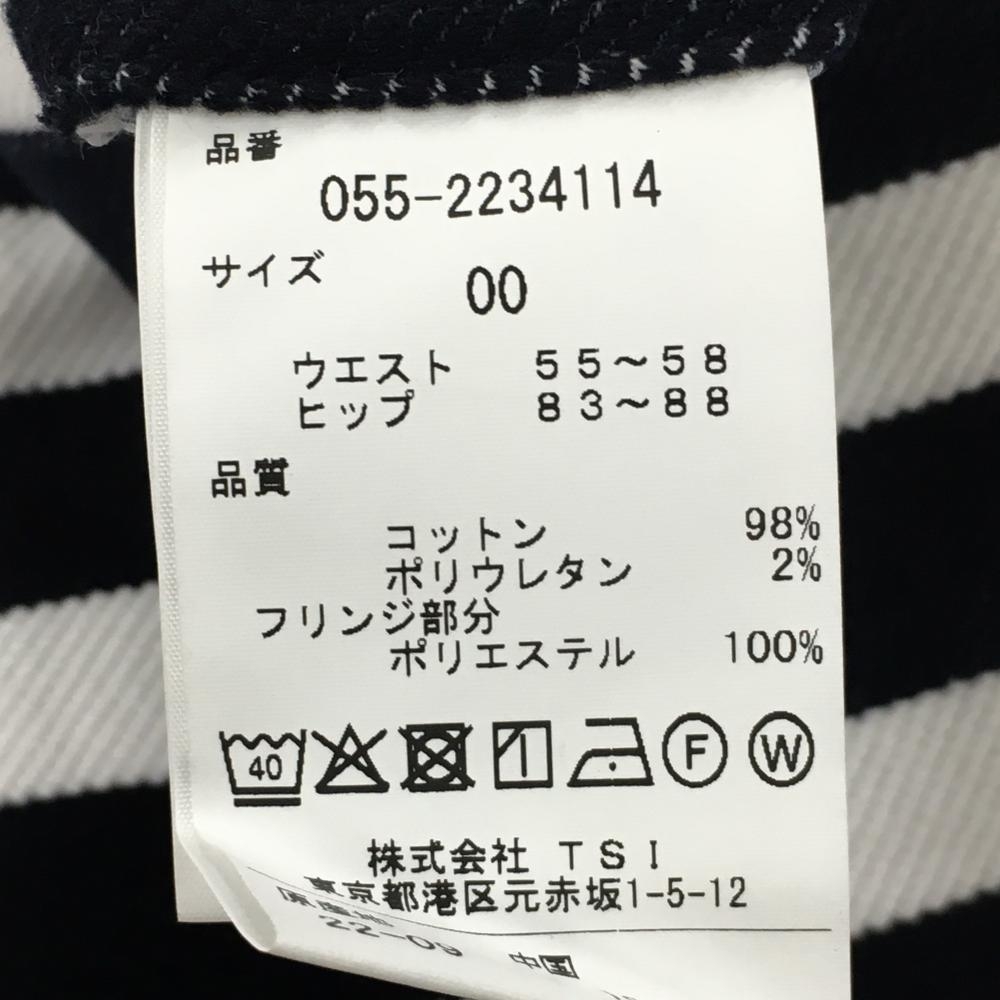 品番
055-2234114
サイズ
00
ウエスト 55～58
ヒップ 83～88
品質
コットン 98%
ポリウレタン 2%
フリンジ部分
ポリエステル 100%
40 F W
株式会社 TSI
東京都港区元赤坂1-5-12
原産地
22-09 中国